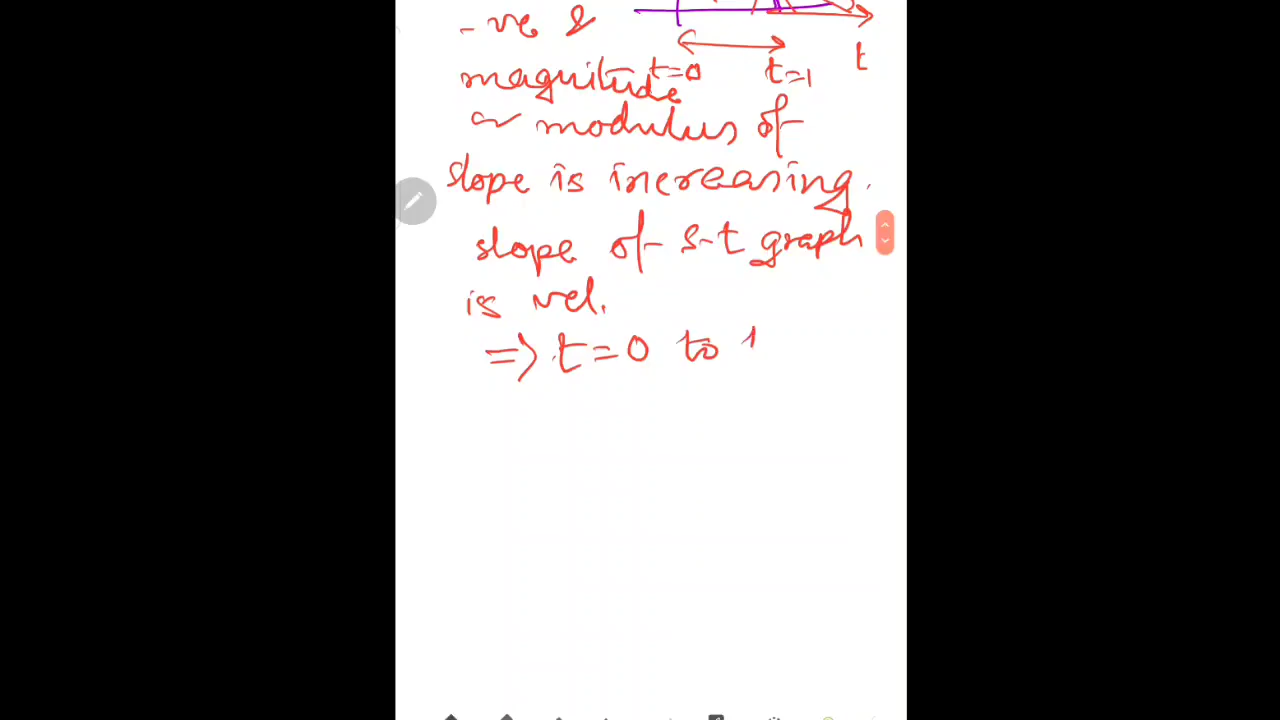 -ve &
t
magnitude t=0 t=1
or modulus of
slope is increasing.
slope of s-t graph
is vel.
=> t=0 to 1